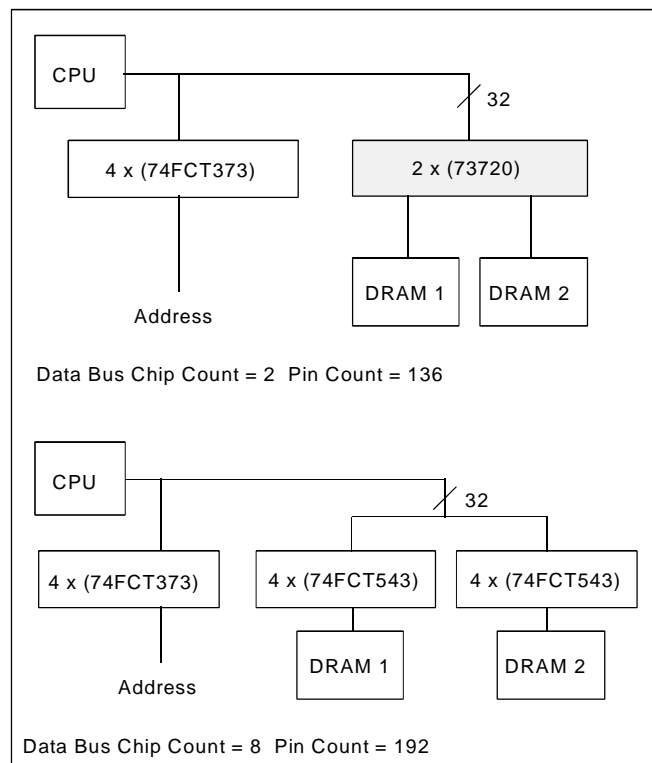 CPU
32
4 x (74FCT373)
2 x (73720)
DRAM 1
DRAM 2
Address
Data Bus Chip Count = 2  Pin Count = 136
CPU
32
4 x (74FCT373)
4 x (74FCT543)
4 x (74FCT543)
DRAM 1
DRAM 2
Address
Data Bus Chip Count = 8  Pin Count = 192